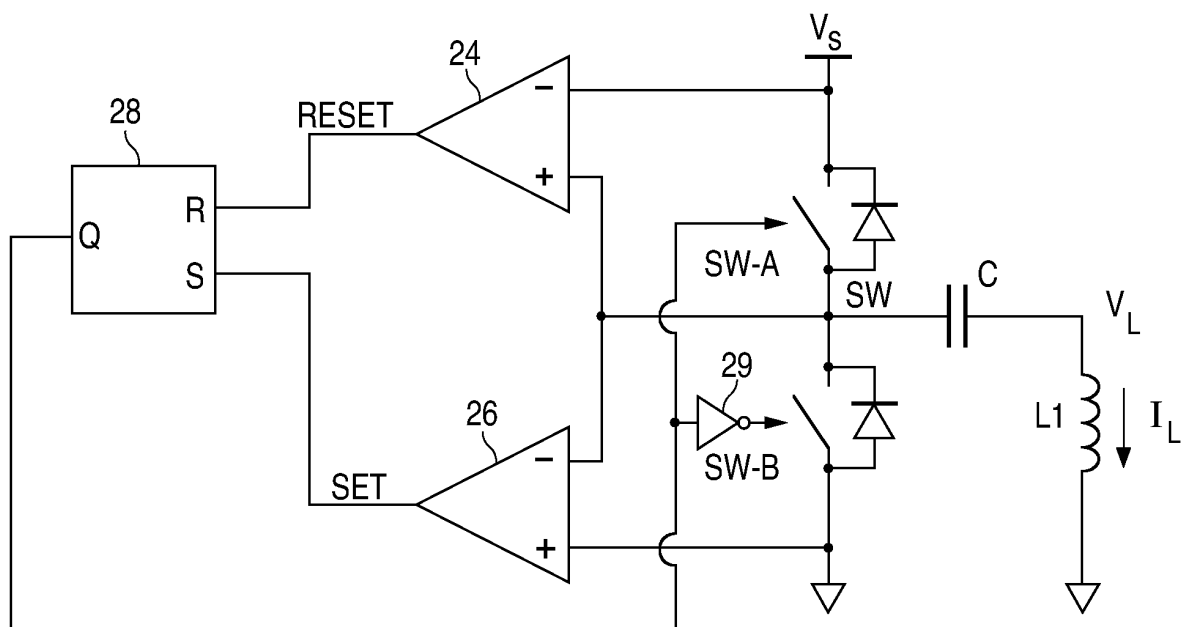 V_S
24
−
RESET
28
+
R
Q
S
SW-A
SW
C
V_L
29
26
L1
I_L
−
SW-B
SET
+